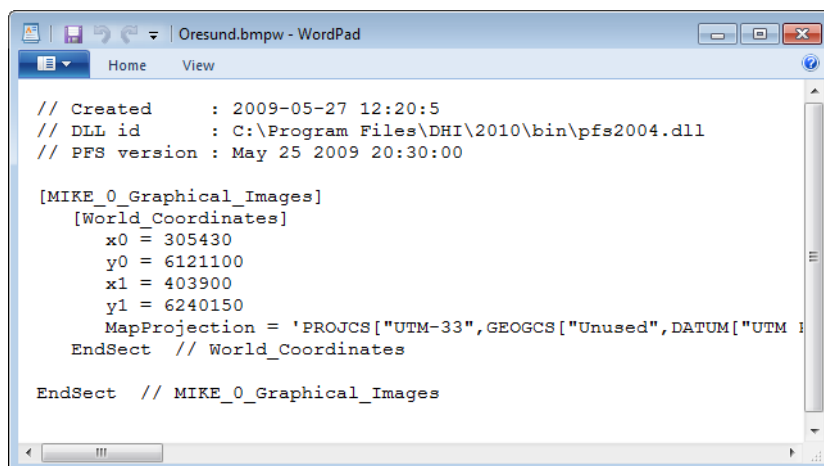 Oresund.bmpw - WordPad
Home View
// Created : 2009-05-27 12:20:5
// DLL id : C:\Program Files\DHI\2010\bin\pfs2004.dll
// PFS version : May 25 2009 20:30:00
[MIKE_0_Graphical_Images]
[World_Coordinates]
x0 = 305430
y0 = 6121100
x1 = 403900
y1 = 6240150
MapProjection = 'PROJCS["UTM-33",GEOGCS["Unused",DATUM["UTM
EndSect // World_Coordinates
EndSect // MIKE_0_Graphical_Images